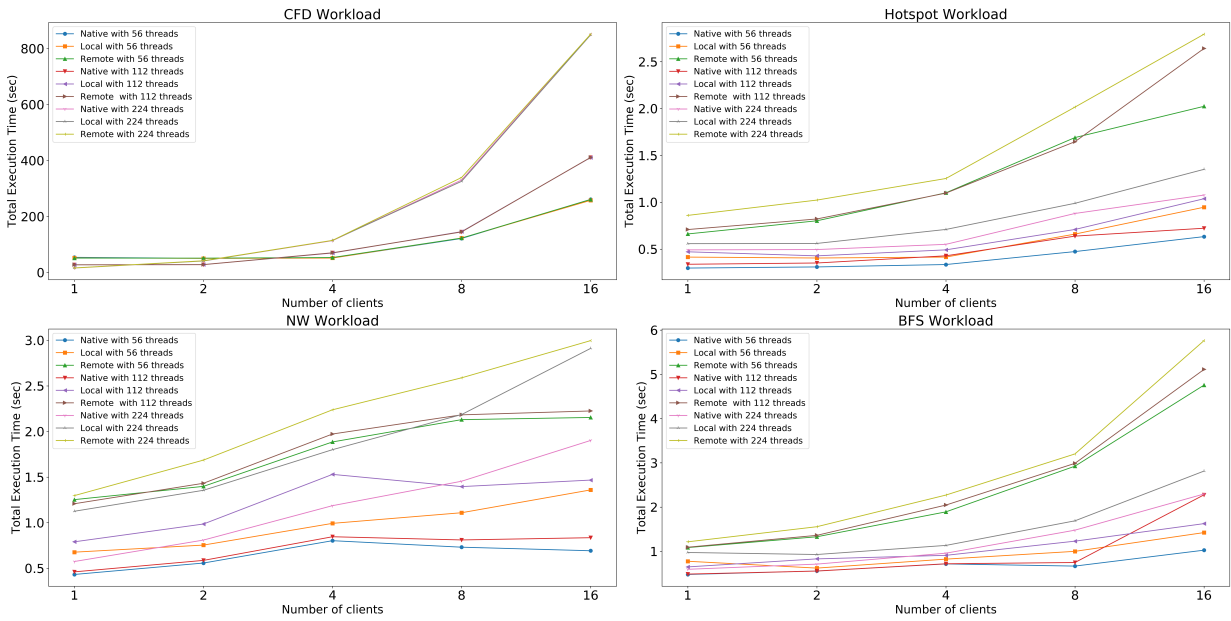 CFD Workload
Total Execution Time (sec)
800
600
400
200
0
Native with 56 threads
Local with 56 threads
Remote with 56 threads
Native with 112 threads
Local with 112 threads
Remote  with 112 threads
Native with 224 threads
Local with 224 threads
Remote with 224 threads
1 2 4 8 16
Number of clients
Hotspot Workload
Total Execution Time (sec)
2.5
2.0
1.5
1.0
0.5
Native with 56 threads
Local with 56 threads
Remote with 56 threads
Native with 112 threads
Local with 112 threads
Remote  with 112 threads
Native with 224 threads
Local with 224 threads
Remote with 224 threads
1 2 4 8 16
Number of clients
NW Workload
Total Execution Time (sec)
3.0
2.5
2.0
1.5
1.0
0.5
Native with 56 threads
Local with 56 threads
Remote with 56 threads
Native with 112 threads
Local with 112 threads
Remote  with 112 threads
Native with 224 threads
Local with 224 threads
Remote with 224 threads
1 2 4 8 16
Number of clients
BFS Workload
Total Execution Time (sec)
6
5
4
3
2
1
Native with 56 threads
Local with 56 threads
Remote with 56 threads
Native with 112 threads
Local with 112 threads
Remote  with 112 threads
Native with 224 threads
Local with 224 threads
Remote with 224 threads
1 2 4 8 16
Number of clients